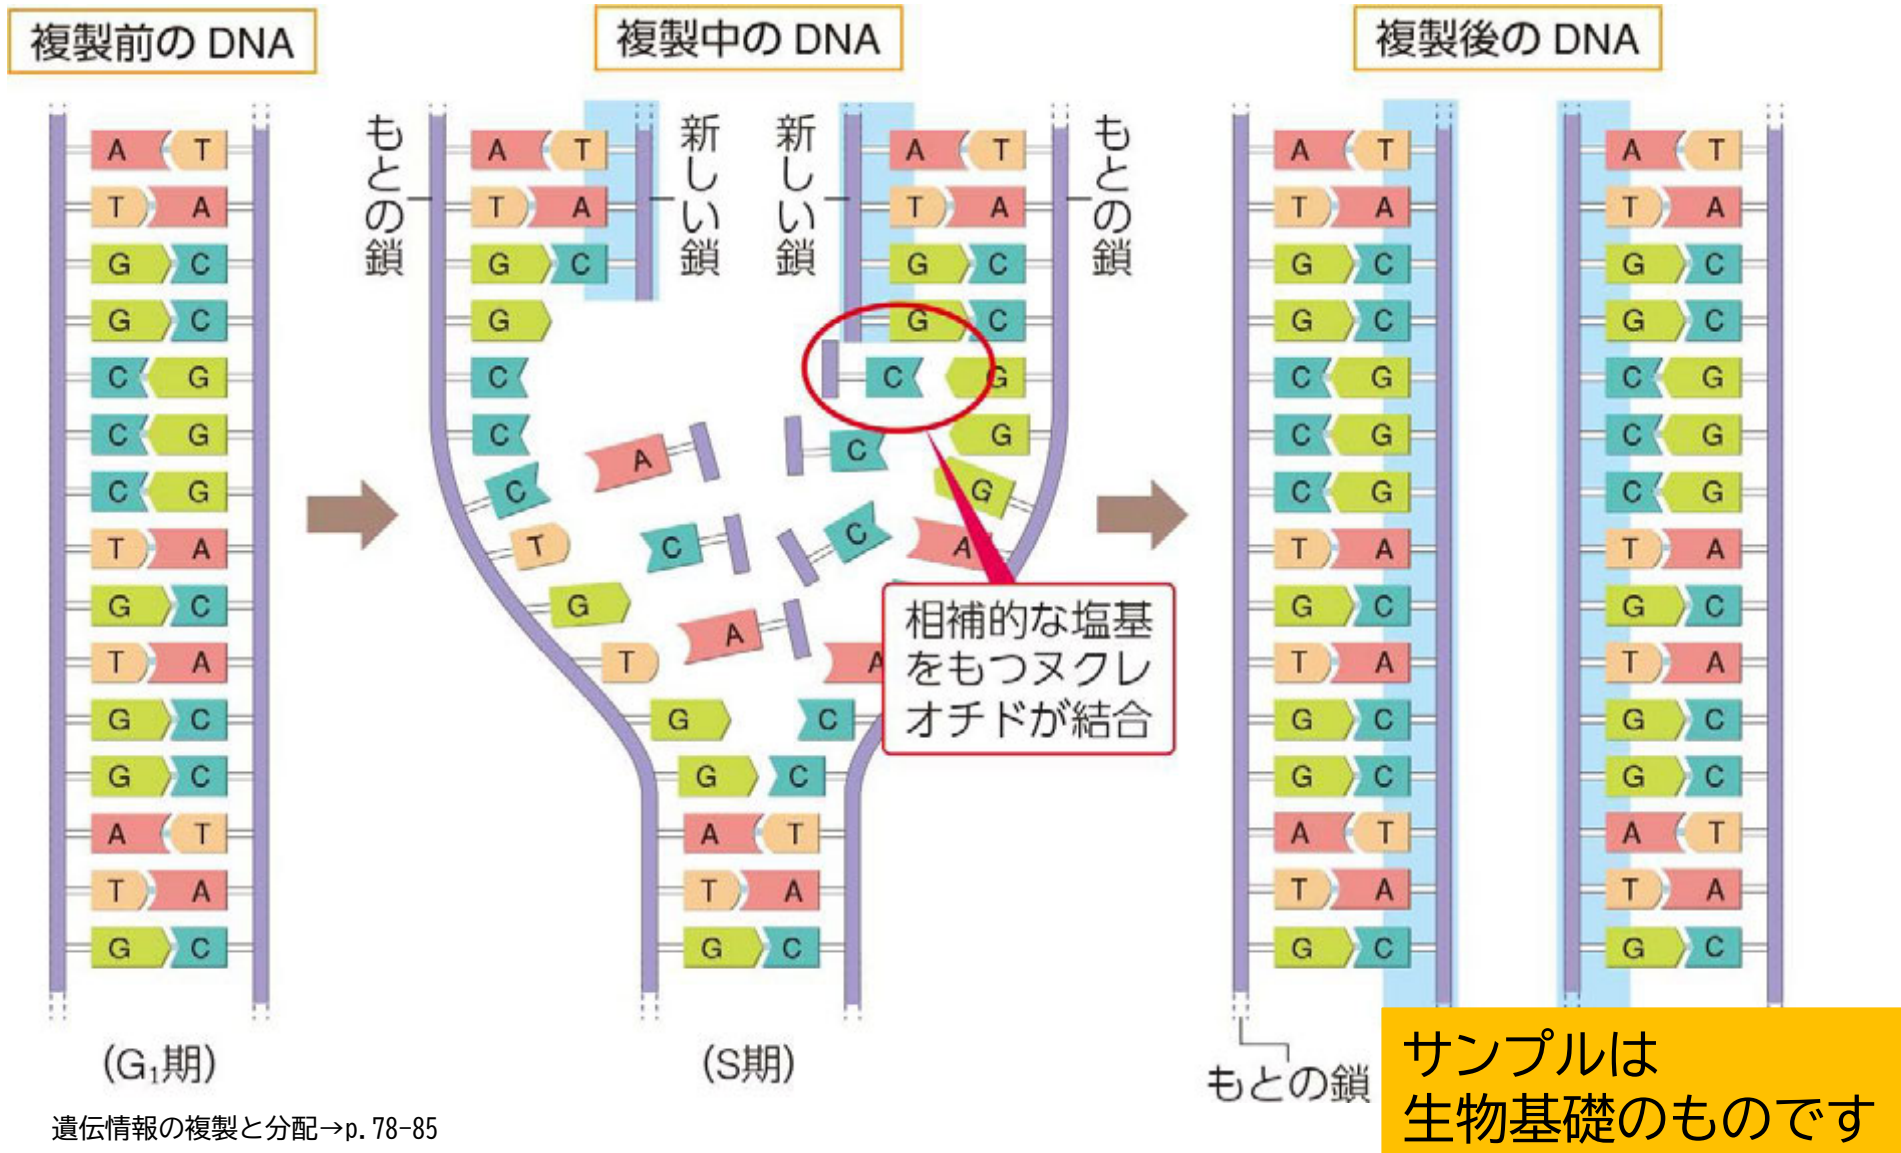 複製前の DNA
複製中の DNA
複製後の DNA
A T
T A
G C
G C
C G
C G
C G
T A
G C
T A
G C
G C
A T
T A
G C
(G₁期)
もとの鎖
新しい鎖
新しい鎖
もとの鎖
A T
T A
G C
G
C
C
C
T
G
T
G
G C
A T
T A
G C
A
C
A
A T
T A
G C
G C
C G
C G
C G
A
A
C
相補的な塩基
をもつヌクレ
オチドが結合
(S期)
A T
T A
G C
G C
C G
C G
C G
T A
G C
T A
G C
G C
A T
T A
G C
A T
T A
G C
G C
C G
C G
C G
T A
G C
T A
G C
G C
A T
T A
G C
もとの鎖
サンプルは
生物基礎のものです
遺伝情報の複製と分配→p.78-85